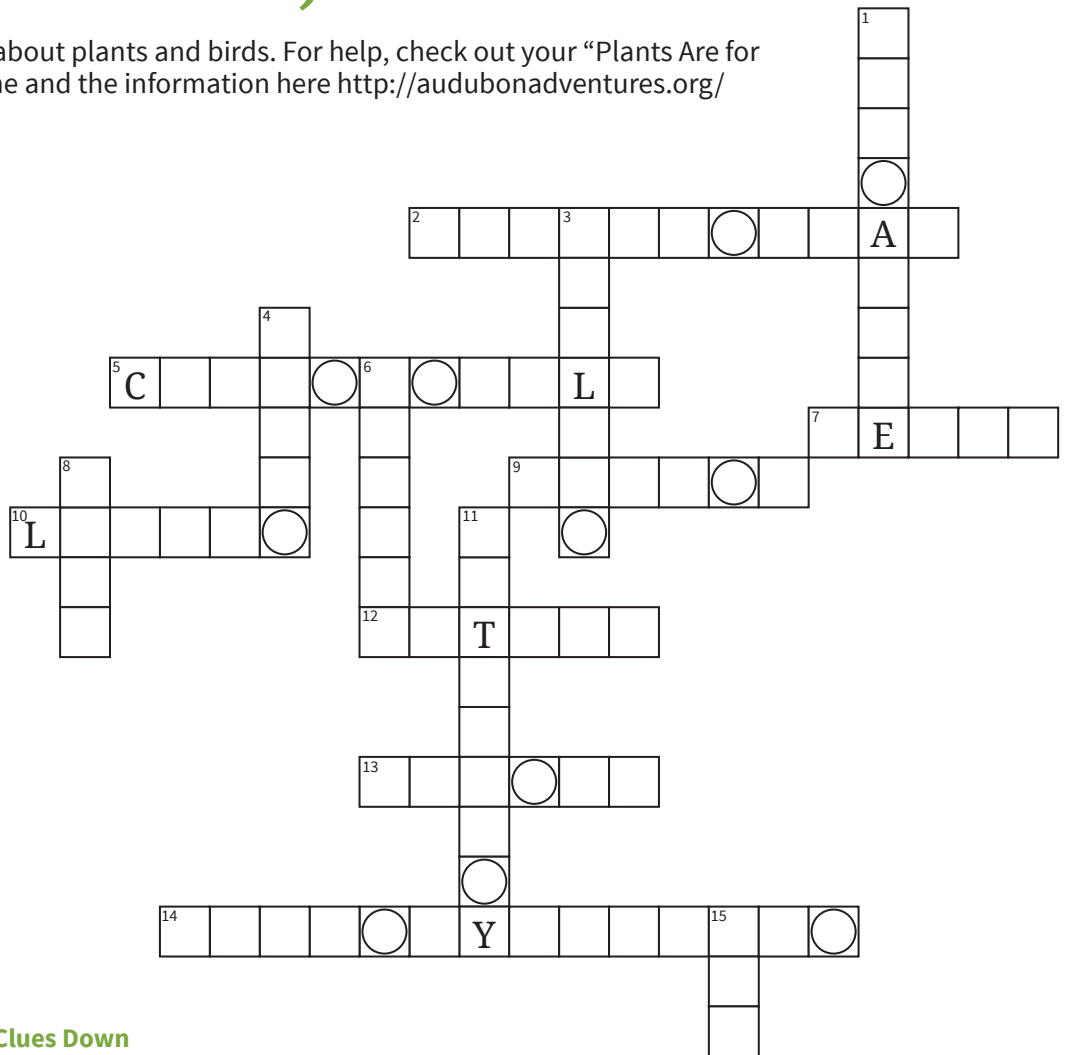 about plants and birds. For help, check out your “Plants Are for
e and the information here http://audubonadventures.org/
1
2 3 A
4
5 C 6 L
7 E
8 9
10 L 11
12 T
13
14 Y 15
Clues Down